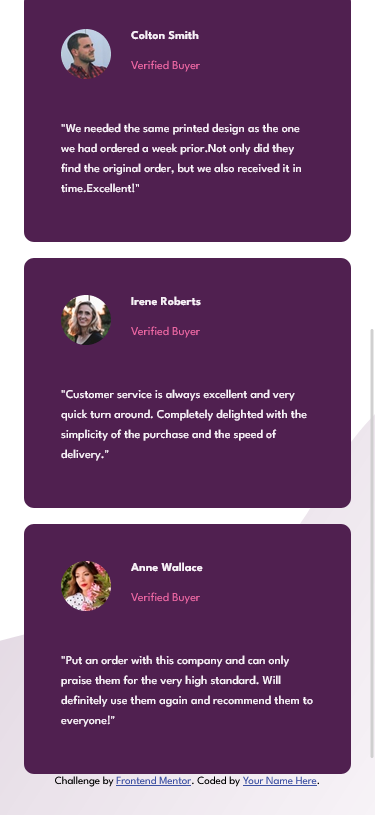 Colton Smith
Verified Buyer
"We needed the same printed design as the one
we had ordered a week prior.Not only did they
find the original order, but we also received it in
time.Excellent!"
Irene Roberts
Verified Buyer
"Customer service is always excellent and very
quick turn around. Completely delighted with the
simplicity of the purchase and the speed of
delivery."
Anne Wallace
Verified Buyer
"Put an order with this company and can only
praise them for the very high standard. Will
definitely use them again and recommend them to
everyone!"
Challenge by Frontend Mentor. Coded by Your Name Here.